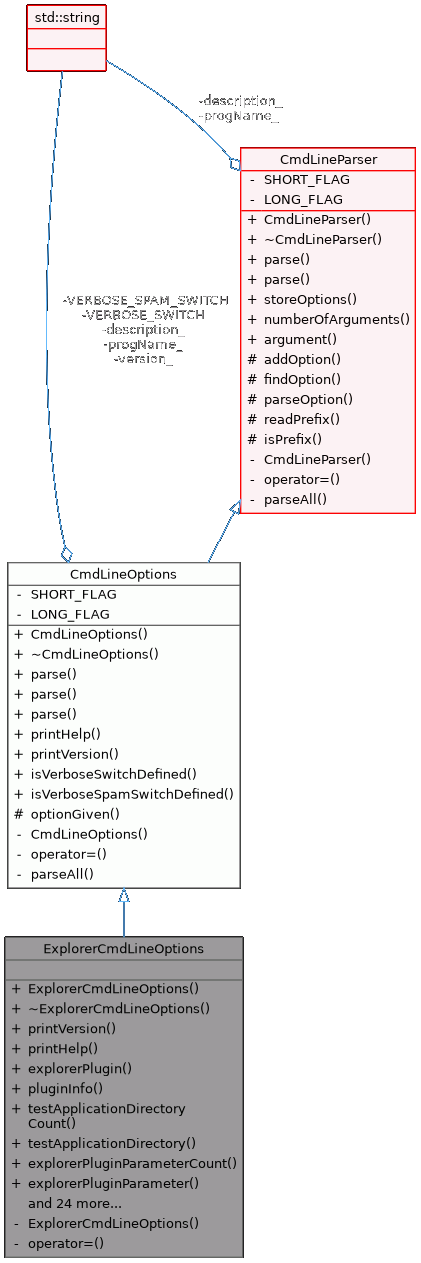 std::string
-description_
-progName_
CmdLineParser
- SHORT_FLAG
- LONG_FLAG
+ CmdLineParser()
+ ~CmdLineParser()
+ parse()
+ parse()
+ storeOptions()
+ numberOfArguments()
+ argument()
# addOption()
# findOption()
# parseOption()
# readPrefix()
# isPrefix()
- CmdLineParser()
- operator=()
- parseAll()
-VERBOSE_SPAM_SWITCH
-VERBOSE_SWITCH
-description_
-progName_
-version_
CmdLineOptions
- SHORT_FLAG
- LONG_FLAG
+ CmdLineOptions()
+ ~CmdLineOptions()
+ parse()
+ parse()
+ parse()
+ printHelp()
+ printVersion()
+ isVerboseSwitchDefined()
+ isVerboseSpamSwitchDefined()
# optionGiven()
- CmdLineOptions()
- operator=()
- parseAll()
ExplorerCmdLineOptions
+ ExplorerCmdLineOptions()
+ ~ExplorerCmdLineOptions()
+ printVersion()
+ printHelp()
+ explorerPlugin()
+ pluginInfo()
+ testApplicationDirectory
Count()
+ testApplicationDirectory()
+ explorerPluginParameterCount()
+ explorerPluginParameter()
and 24 more...
- ExplorerCmdLineOptions()
- operator=()